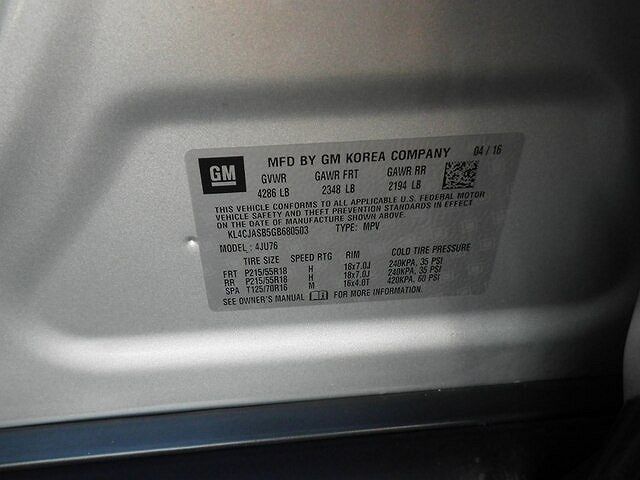 GM
MFD BY GM KOREA COMPANY 04 / 16
GVWR GAWR FRT GAWR RR
4286 LB 2348 LB 2194 LB
THIS VEHICLE CONFORMS TO ALL APPLICABLE U.S. FEDERAL MOTOR
VEHICLE SAFETY AND THEFT PREVENTION STANDARDS IN EFFECT
ON THE DATE OF MANUFACTURE SHOWN ABOVE.
KL4CJASB5GB680503 TYPE: MPV
MODEL: 4JU76
TIRE SIZE SPEED RTG RIM COLD TIRE PRESSURE
FRT P215/55R18 H 18x7.0J 240KPA, 35 PSI
RR P215/55R18 H 18x7.0J 240KPA, 35 PSI
SPA T125/70R16 M 16x4.0T 420KPA, 60 PSI
SEE OWNER'S MANUAL FOR MORE INFORMATION.